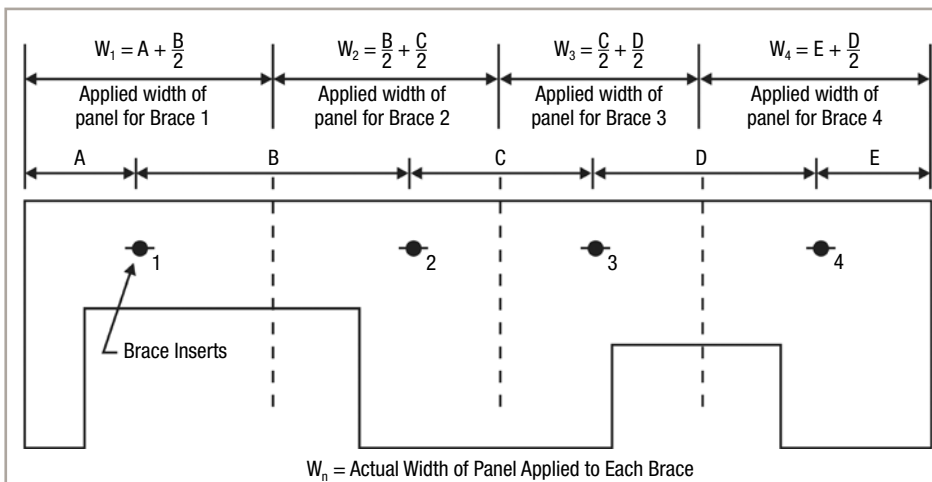 W₁ = A + B/2 W₂ = B/2 + C/2 W₃ = C/2 + D/2 W₄ = E + D/2
Applied width of panel for Brace 1
Applied width of panel for Brace 2
Applied width of panel for Brace 3
Applied width of panel for Brace 4
A B C D E
1 2 3 4
Brace Inserts
Wₙ = Actual Width of Panel Applied to Each Brace